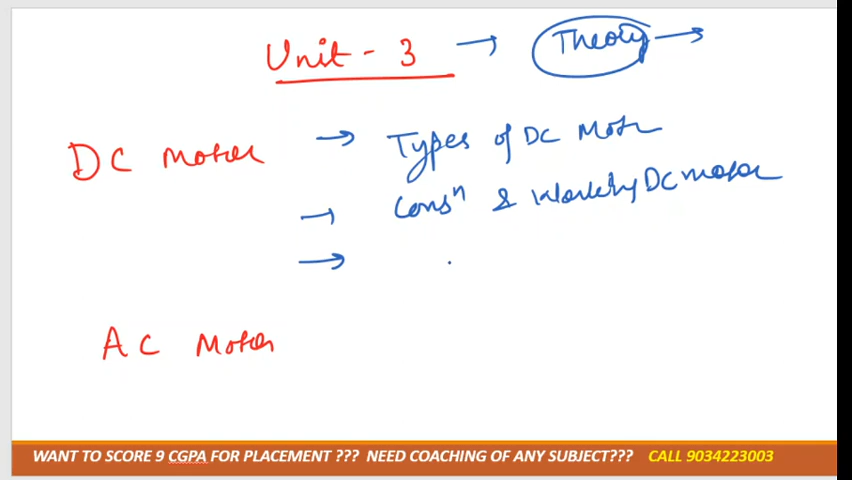 Unit - 3 → Theory →
DC Motor → Types of DC Motor
→ Consⁿ & Working DC motor
→
AC Motor
WANT TO SCORE 9 CGPA FOR PLACEMENT ??? NEED COACHING OF ANY SUBJECT??? CALL 9034223003